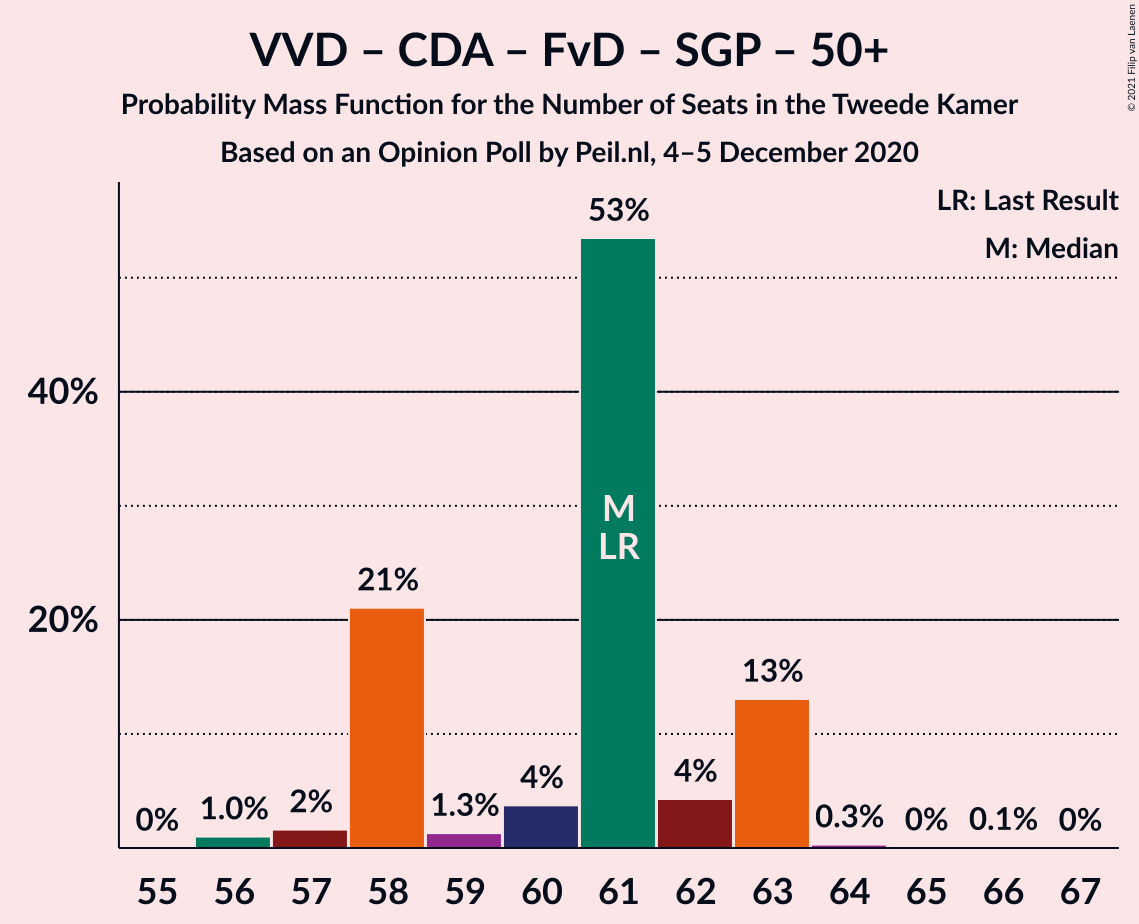 VVD – CDA – FvD – SGP – 50+
Probability Mass Function for the Number of Seats in the Tweede Kamer
Based on an Opinion Poll by Peil.nl, 4–5 December 2020
© 2021 Filip van Laenen
LR: Last Result
M: Median
53%
40%
M
LR
21%
20%
13%
0%
1.0%
2%
1.3%
4%
4%
0.3%
0%
0.1%
0%
55 56 57 58 59 60 61 62 63 64 65 66 67